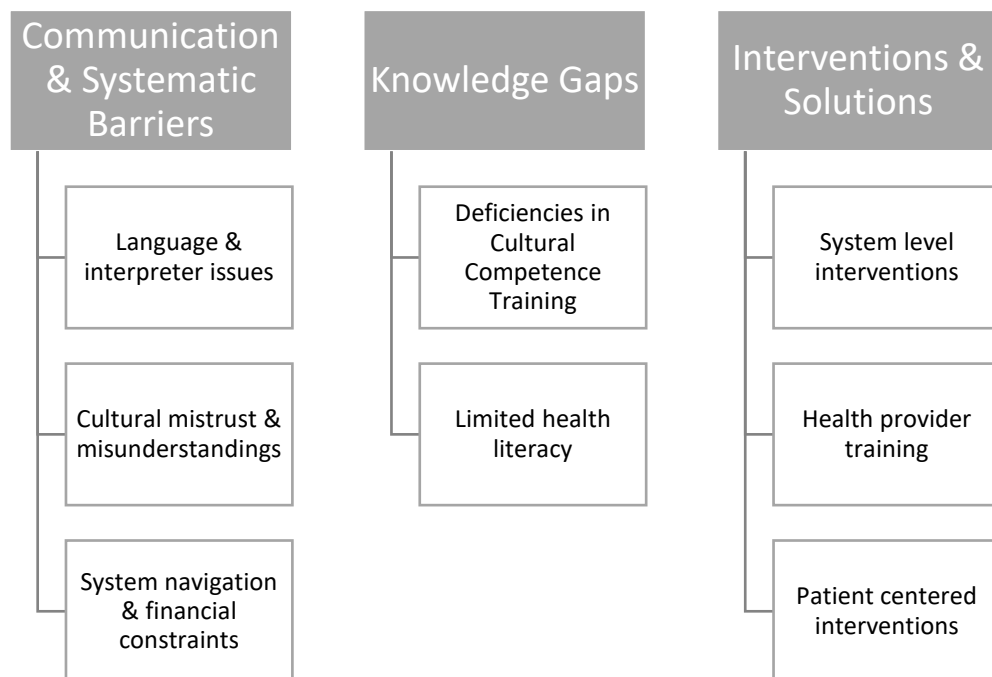 Communication
& Systematic
Barriers
Language &
interpreter issues
Cultural mistrust &
misunderstandings
System navigation
& financial
constraints
Knowledge Gaps
Deficiencies in
Cultural
Competence
Training
Limited health
literacy
Interventions &
Solutions
System level
interventions
Health provider
training
Patient centered
interventions